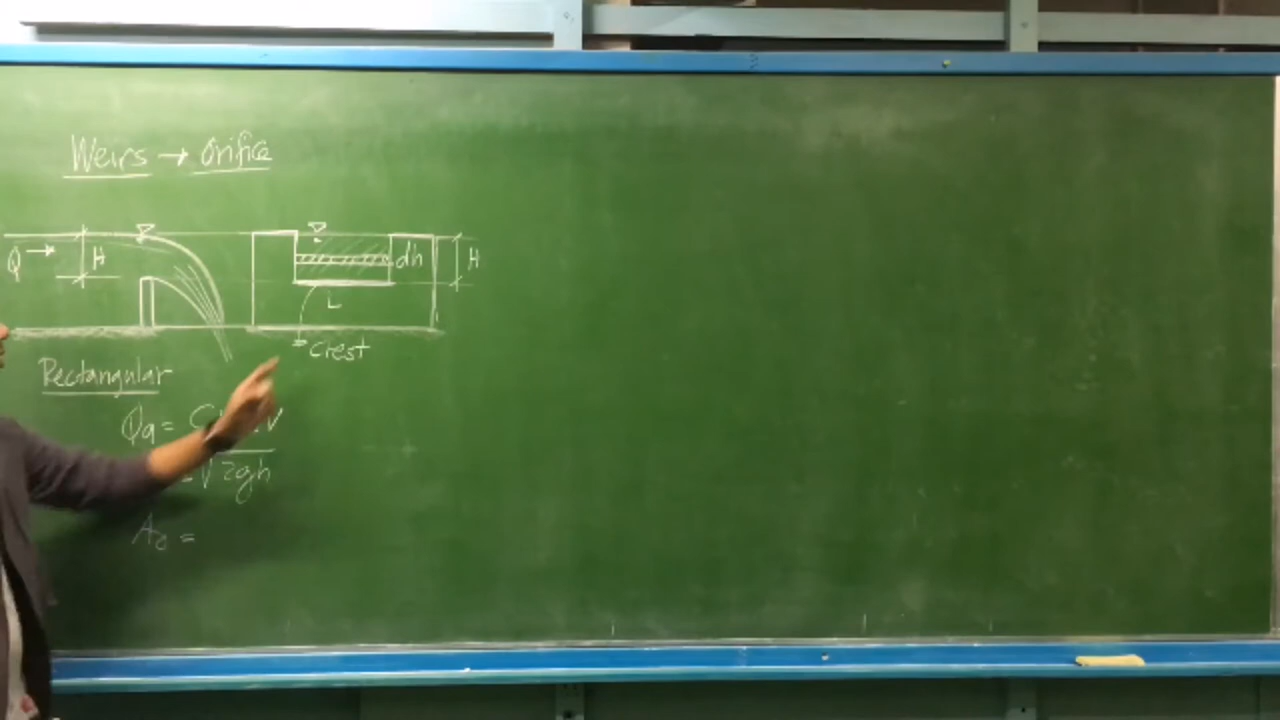 Weirs → Orifice
Q → H
dh H
L
crest
Rectangular
Qa = C
v
= √2gh
Ao =